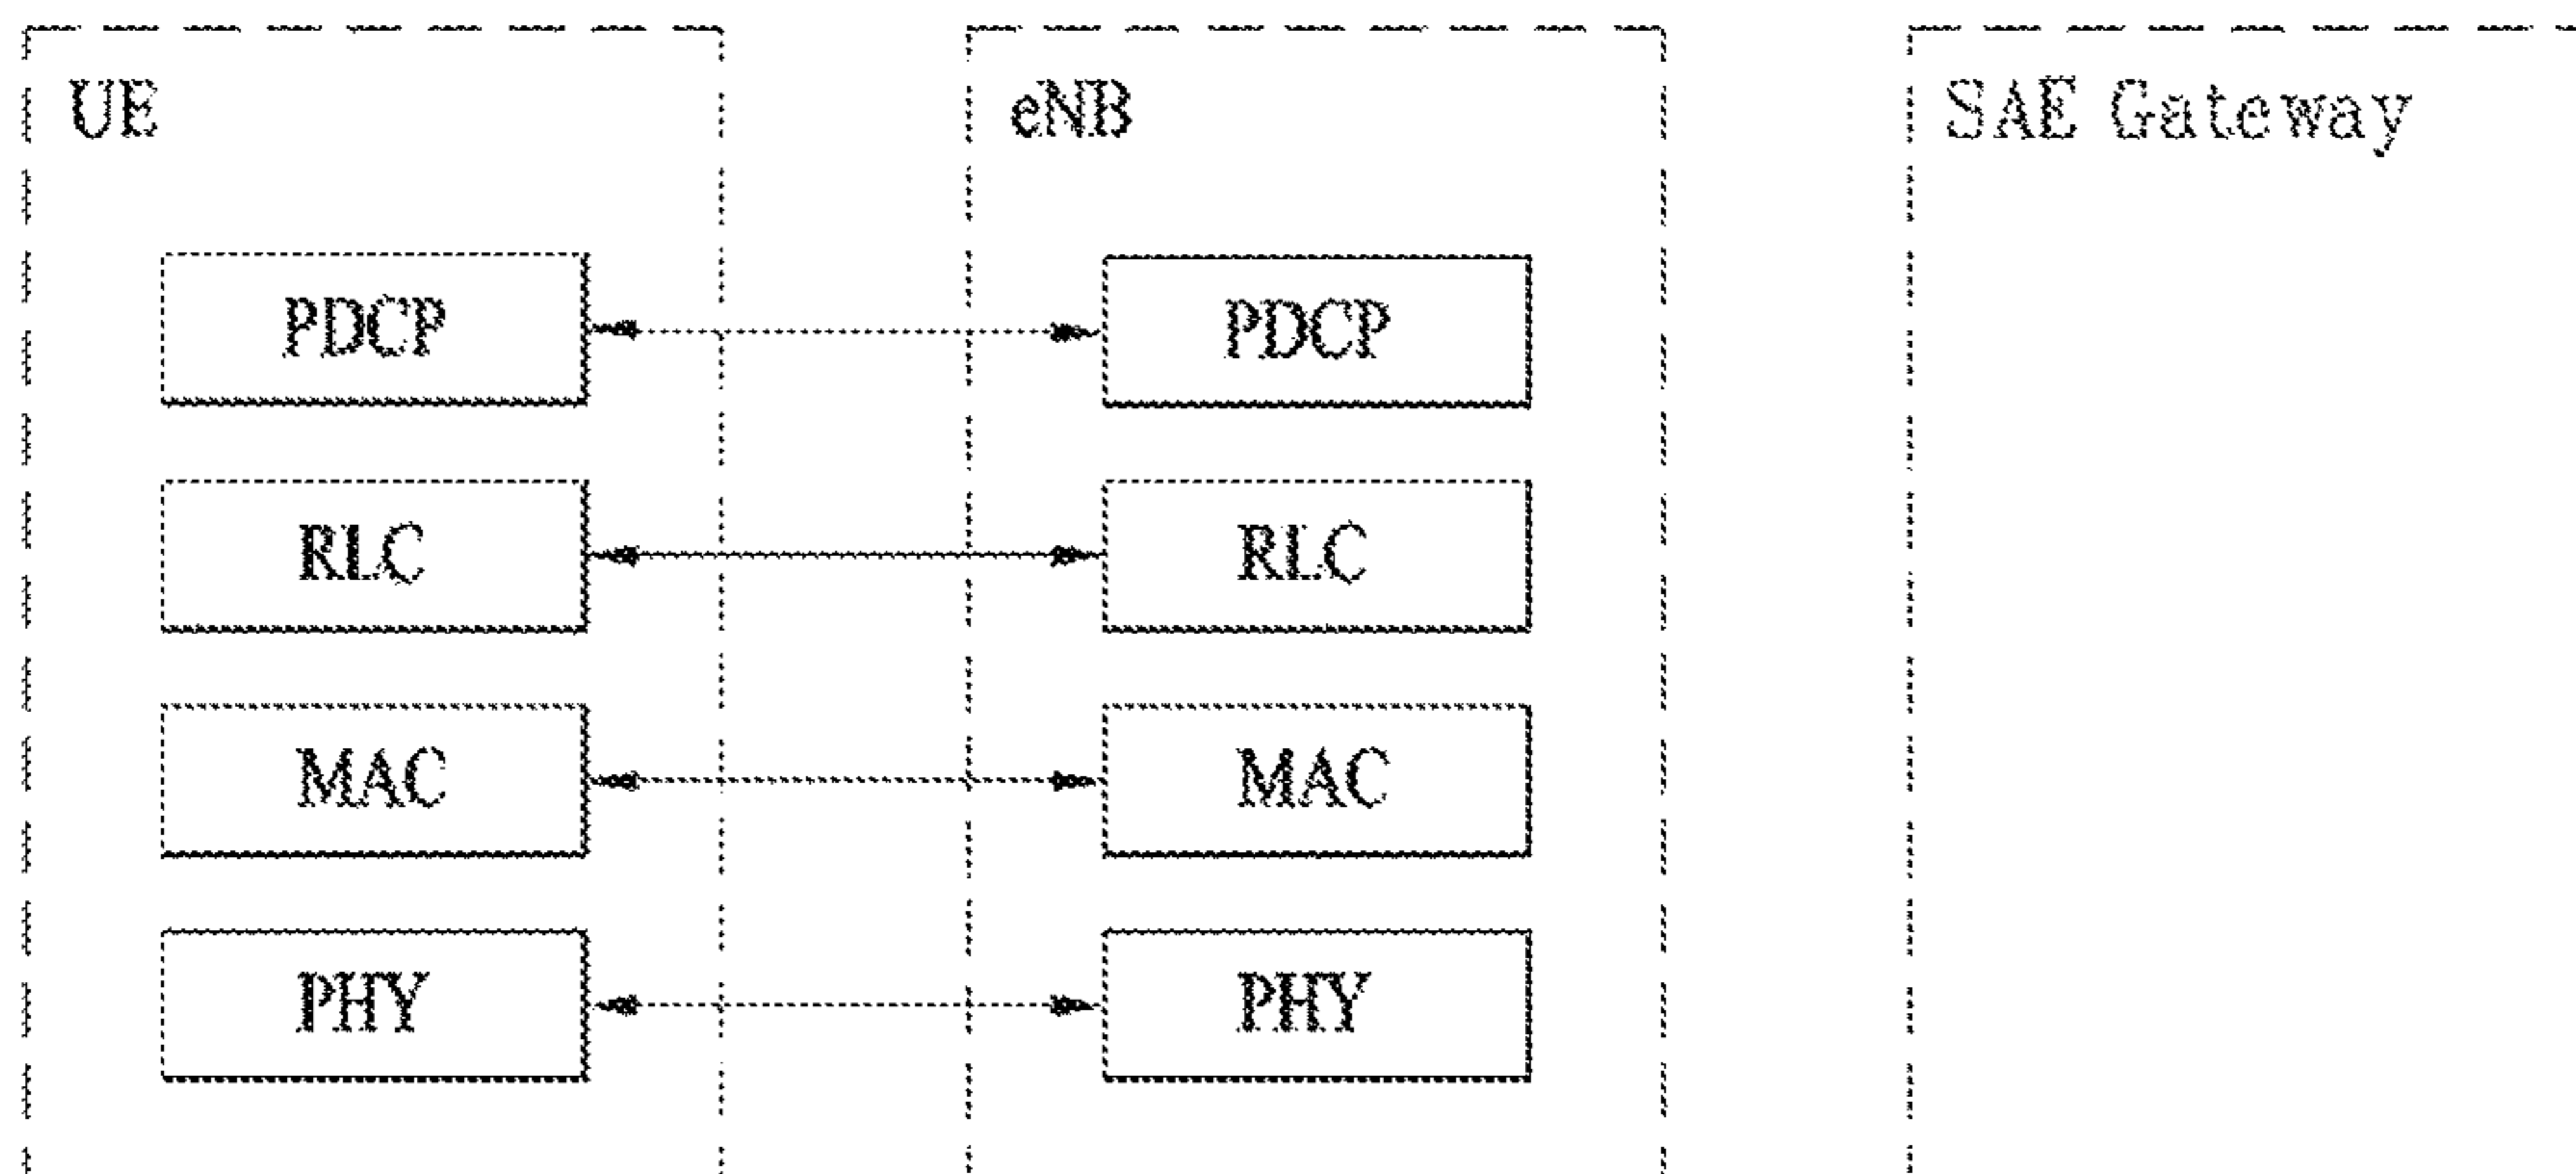 UE eNB SAE Gateway
PDCP PDCP
RLC RLC
MAC MAC
PHY PHY